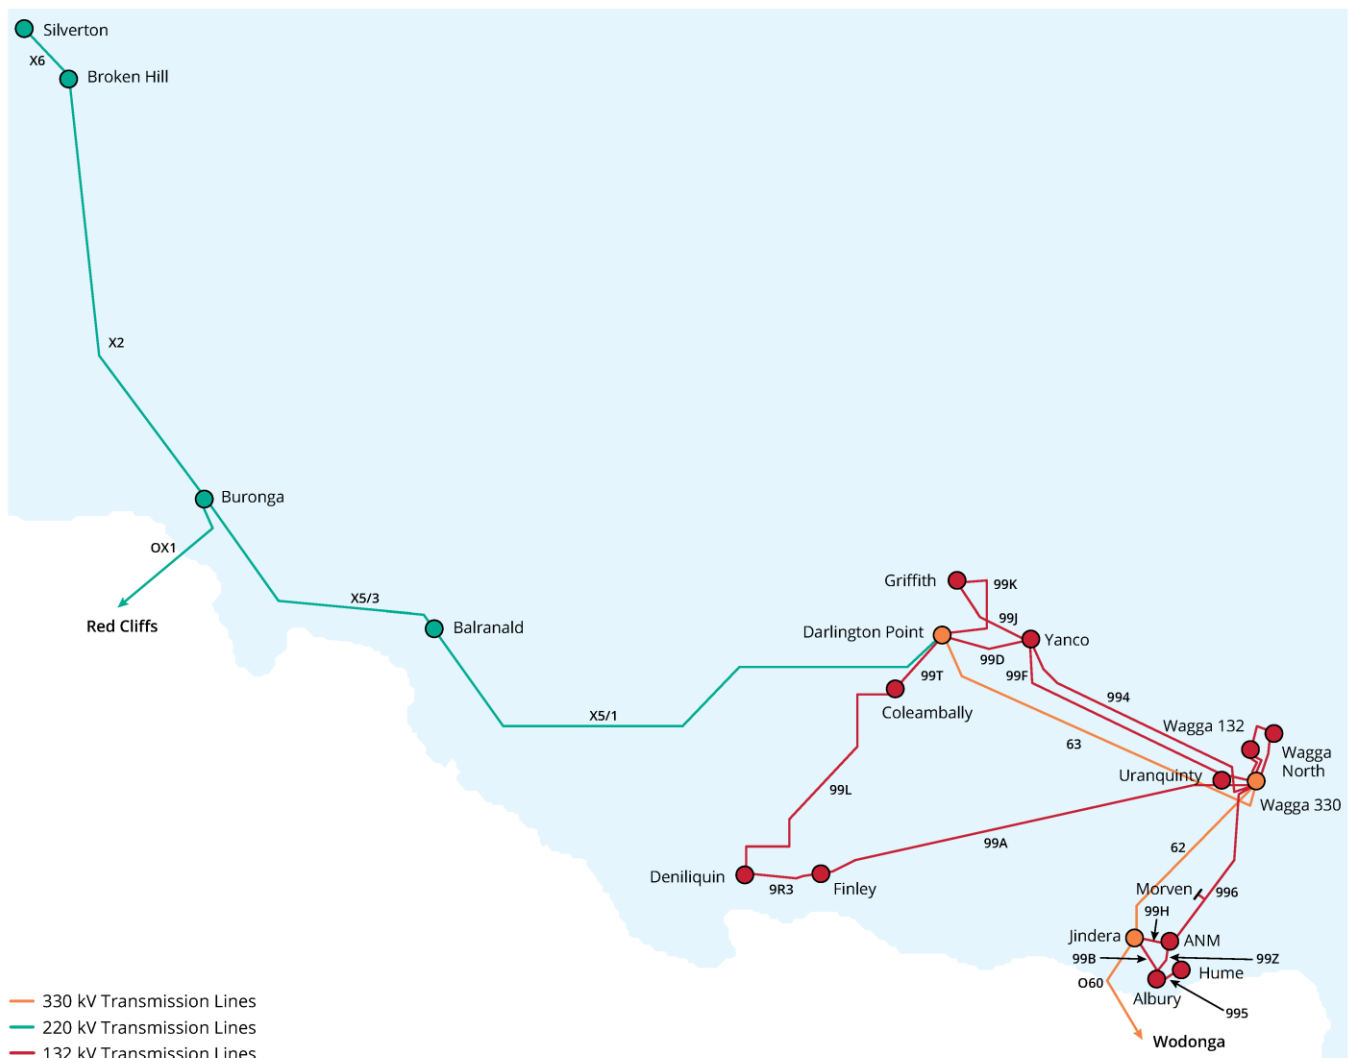 Silverton
X6
Broken Hill
X2
Buronga
OX1
Red Cliffs
X5/3
Balranald
X5/1
Griffith
99K
99J
Darlington Point
Yanco
99D
99T
99F
Coleambally
994
63
Wagga 132
Wagga
North
Uranquinty
Wagga 330
99L
99A
62
Deniliquin
9R3
Finley
Morven
996
99H
Jindera
ANM
99B
99Z
Hume
O60
Albury
995
Wodonga
330 kV Transmission Lines
220 kV Transmission Lines
132 kV Transmission Lines